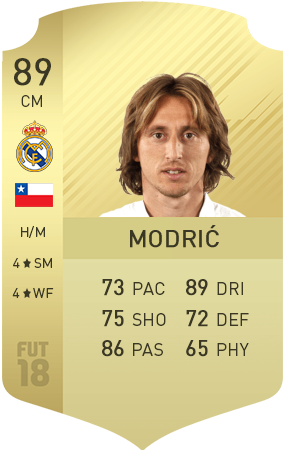 89
CM
H/M
4★SM
4★WF
FUT
18
MODRIĆ
73 PAC 89 DRI
75 SHO 72 DEF
86 PAS 65 PHY